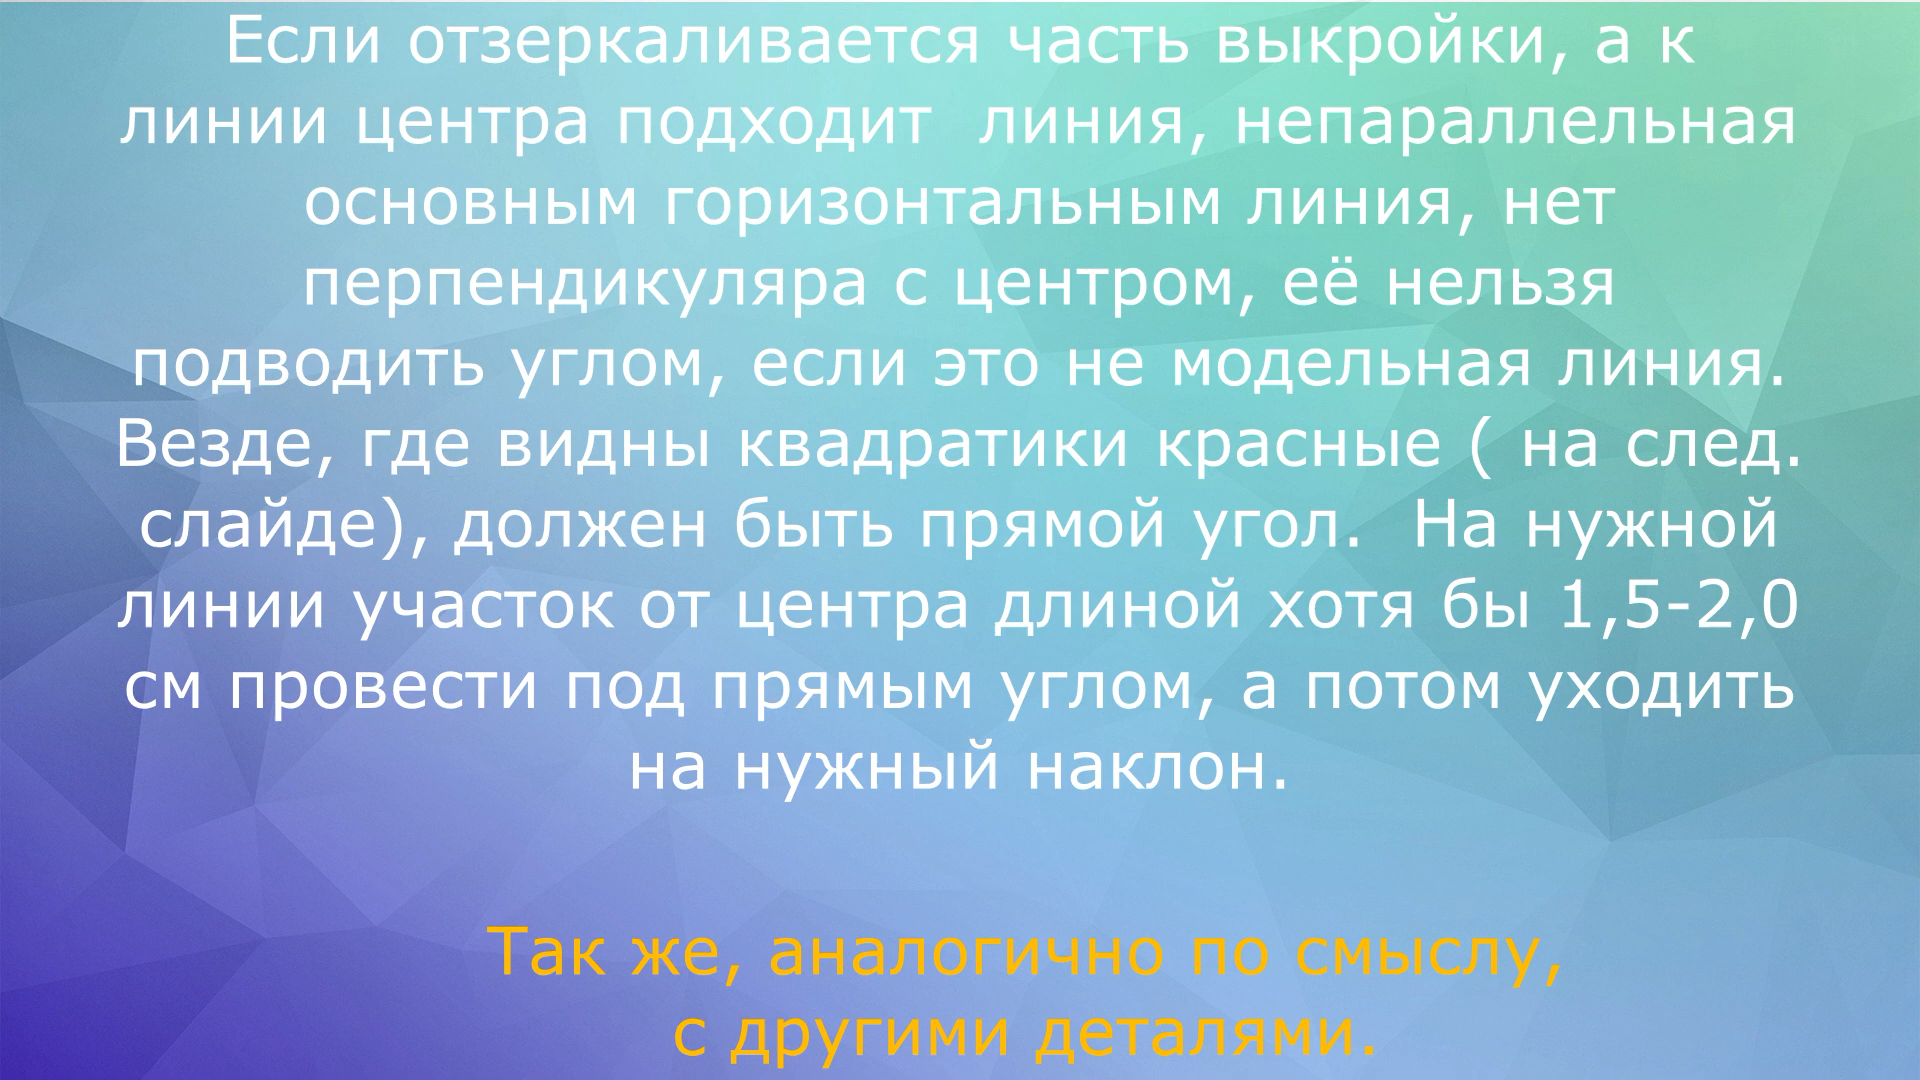 Если отзеркаливается часть выкройки, а к
линии центра подходит  линия, непараллельная
основным горизонтальным линия, нет
перпендикуляра с центром, её нельзя
подводить углом, если это не модельная линия.
Везде, где видны квадратики красные ( на след.
слайде), должен быть прямой угол.  На нужной
линии участок от центра длиной хотя бы 1,5-2,0
см провести под прямым углом, а потом уходить
на нужный наклон.
Так же, аналогично по смыслу,
с другими деталями.